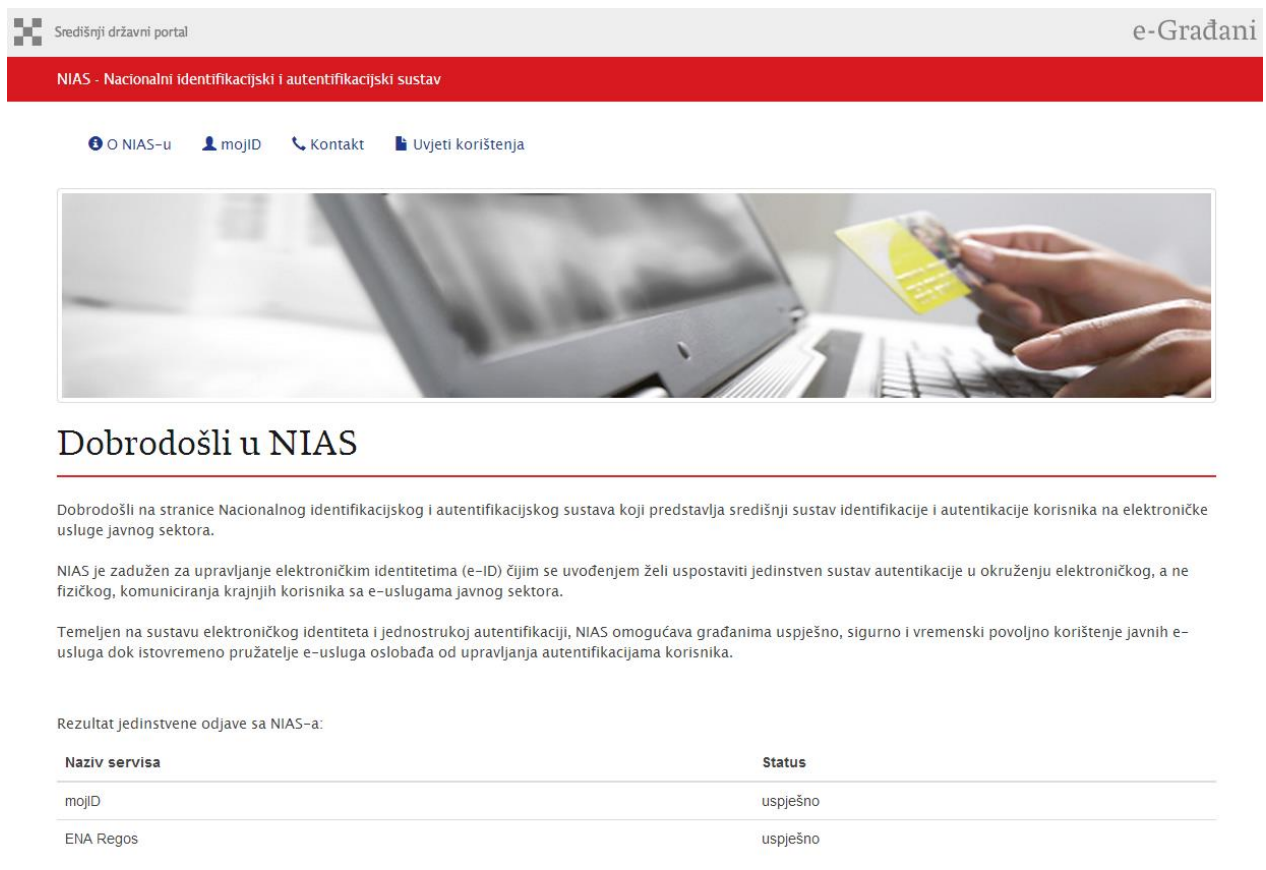 Središnji državni portal
e-Građani
NIAS - Nacionalni identifikacijski i autentifikacijski sustav
O NIAS-u mojID Kontakt Uvjeti korištenja
Dobrodošli u NIAS
Dobrodošli na stranice Nacionalnog identifikacijskog i autentifikacijskog sustava koji predstavlja središnji sustav identifikacije i autentikacije korisnika na elektroničke
usluge javnog sektora.
NIAS je zadužen za upravljanje elektroničkim identitetima (e-ID) čijim se uvođenjem želi uspostaviti jedinstven sustav autentikacije u okruženju elektroničkog, a ne
fizičkog, komuniciranja krajnjih korisnika sa e-uslugama javnog sektora.
Temeljen na sustavu elektroničkog identiteta i jednostrukoj autentifikaciji, NIAS omogućava građanima uspješno, sigurno i vremenski povoljno korištenje javnih e-
usluga dok istovremeno pružatelje e-usluga oslobađa od upravljanja autentifikacijama korisnika.
Rezultat jedinstvene odjave sa NIAS-a:
Naziv servisa Status
mojID uspješno
ENA Regos uspješno